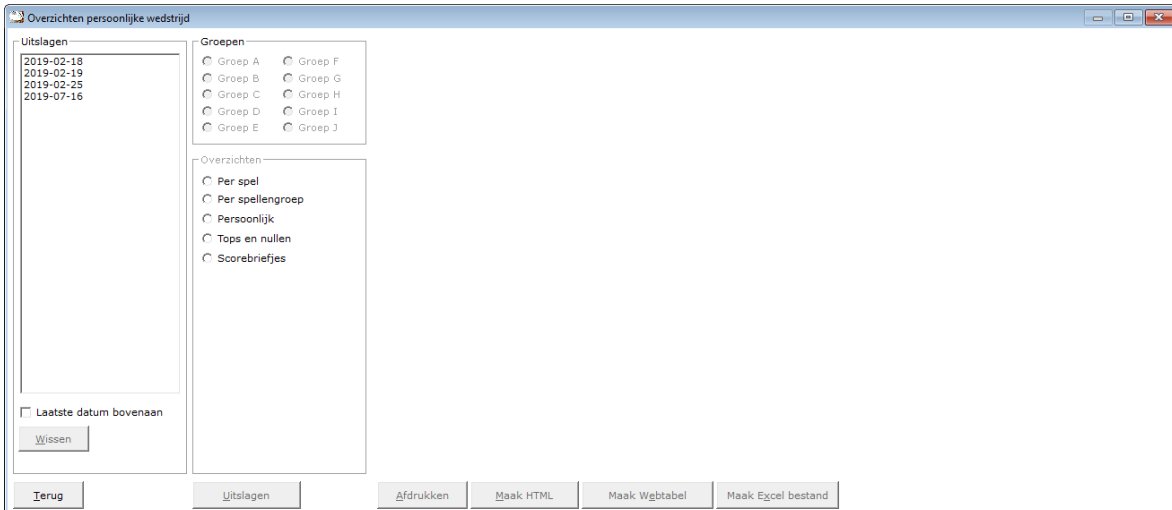 Overzichten persoonlijke wedstrijd
Uitslagen
2019-02-18
2019-02-19
2019-02-25
2019-07-16
Laatste datum bovenaan
Wissen
Groepen
Groep A Groep F
Groep B Groep G
Groep C Groep H
Groep D Groep I
Groep E Groep J
Overzichten
Per spel
Per spellengroep
Persoonlijk
Tops en nullen
Scorebriefjes
Terug Uitslagen Afdrukken Maak HTML Maak Webtabel Maak Excel bestand